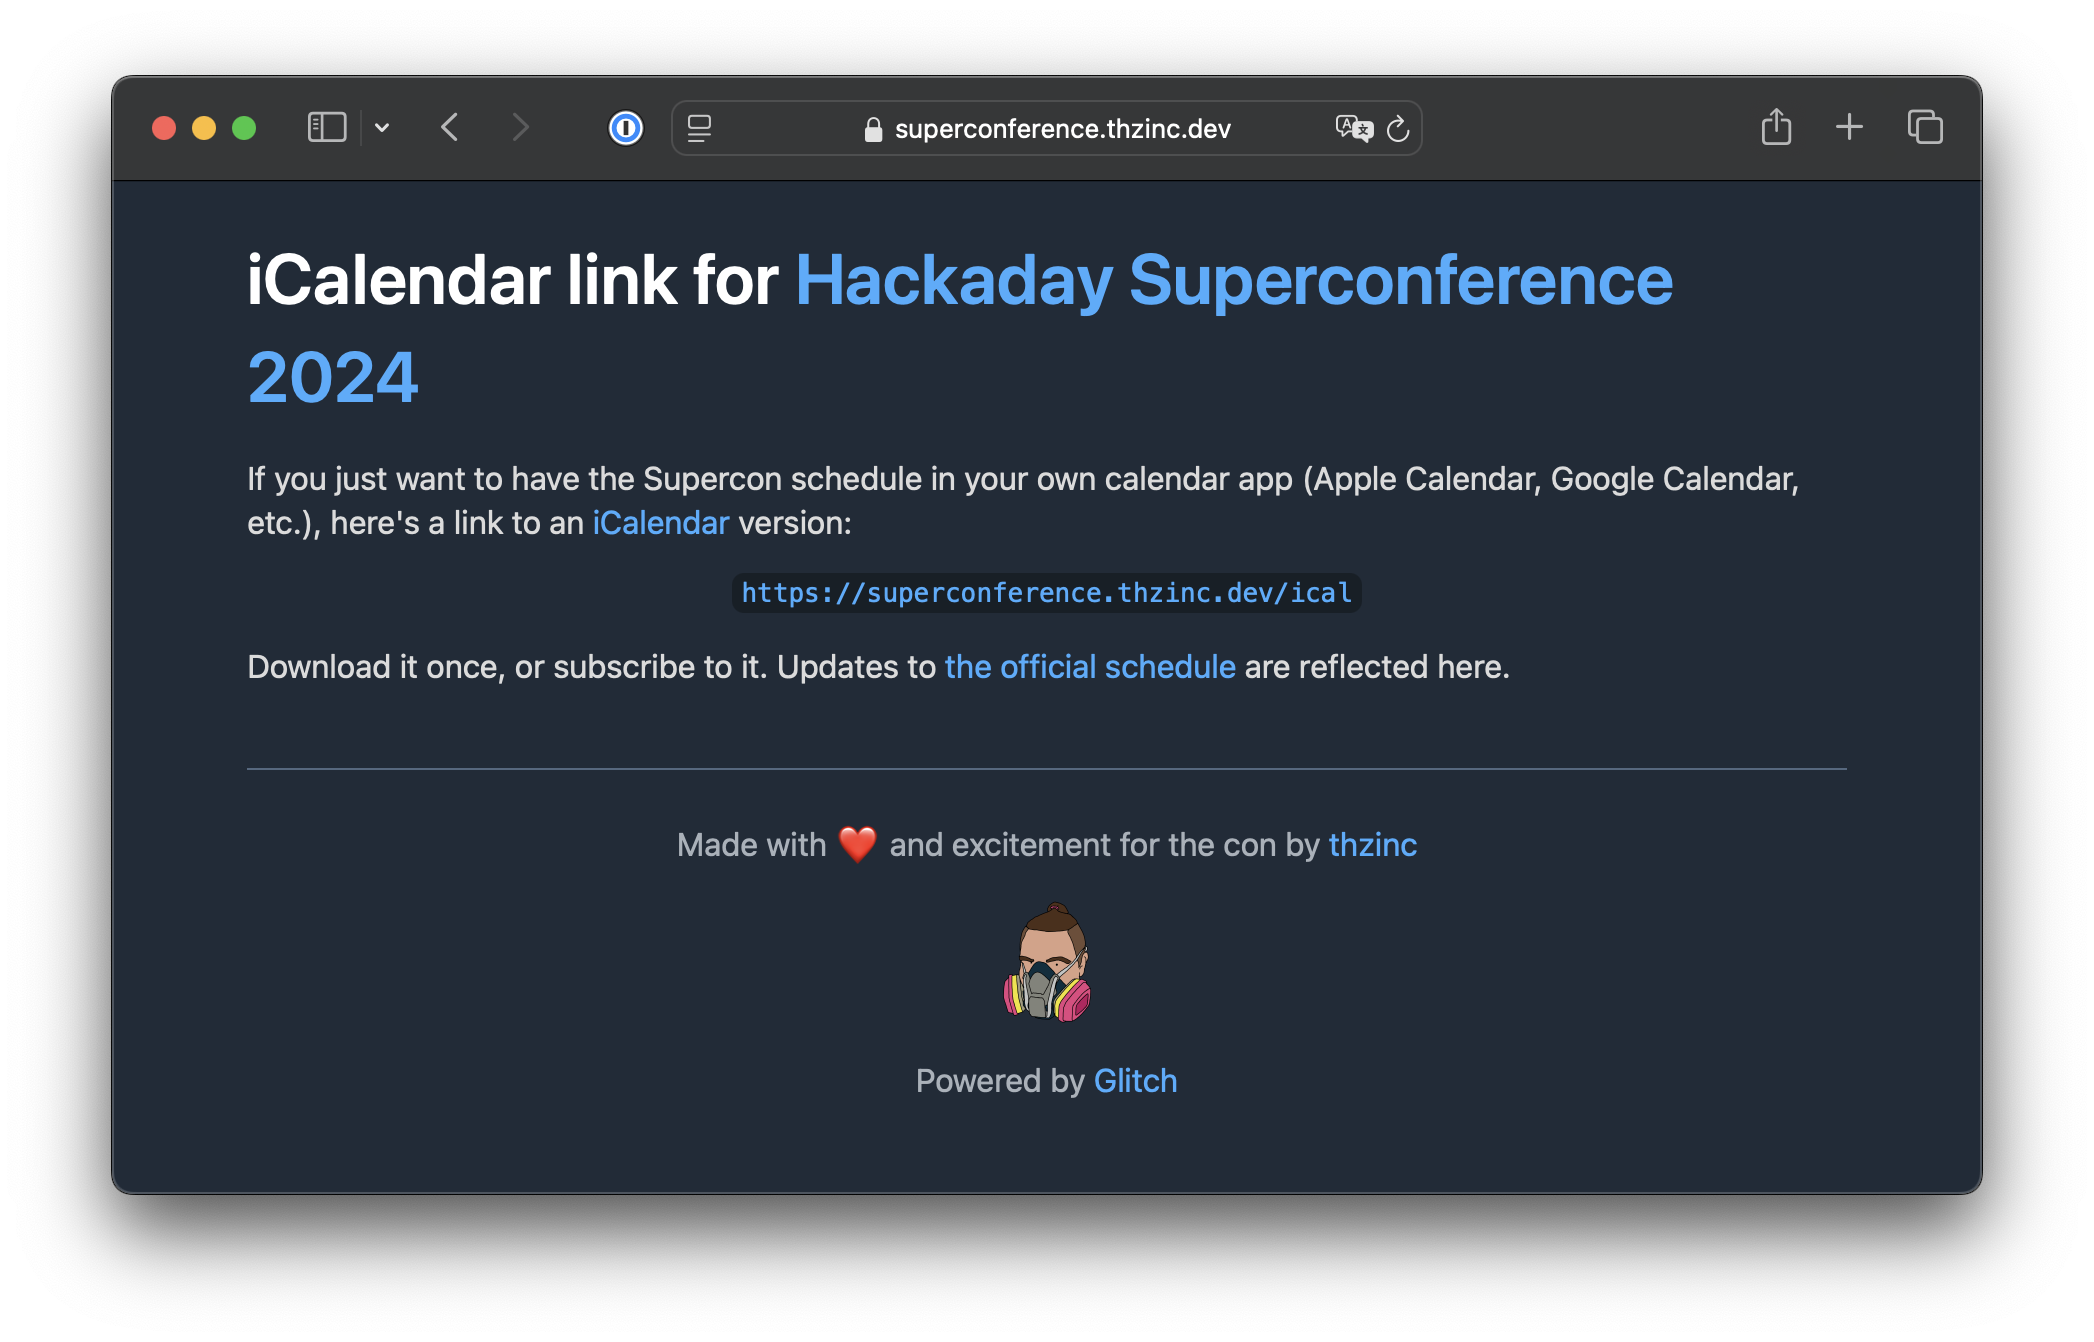 superconference.thzinc.dev
iCalendar link for Hackaday Superconference
2024
If you just want to have the Supercon schedule in your own calendar app (Apple Calendar, Google Calendar,
etc.), here's a link to an iCalendar version:
https://superconference.thzinc.dev/ical
Download it once, or subscribe to it. Updates to the official schedule are reflected here.
Made with ❤️ and excitement for the con by thzinc
Powered by Glitch